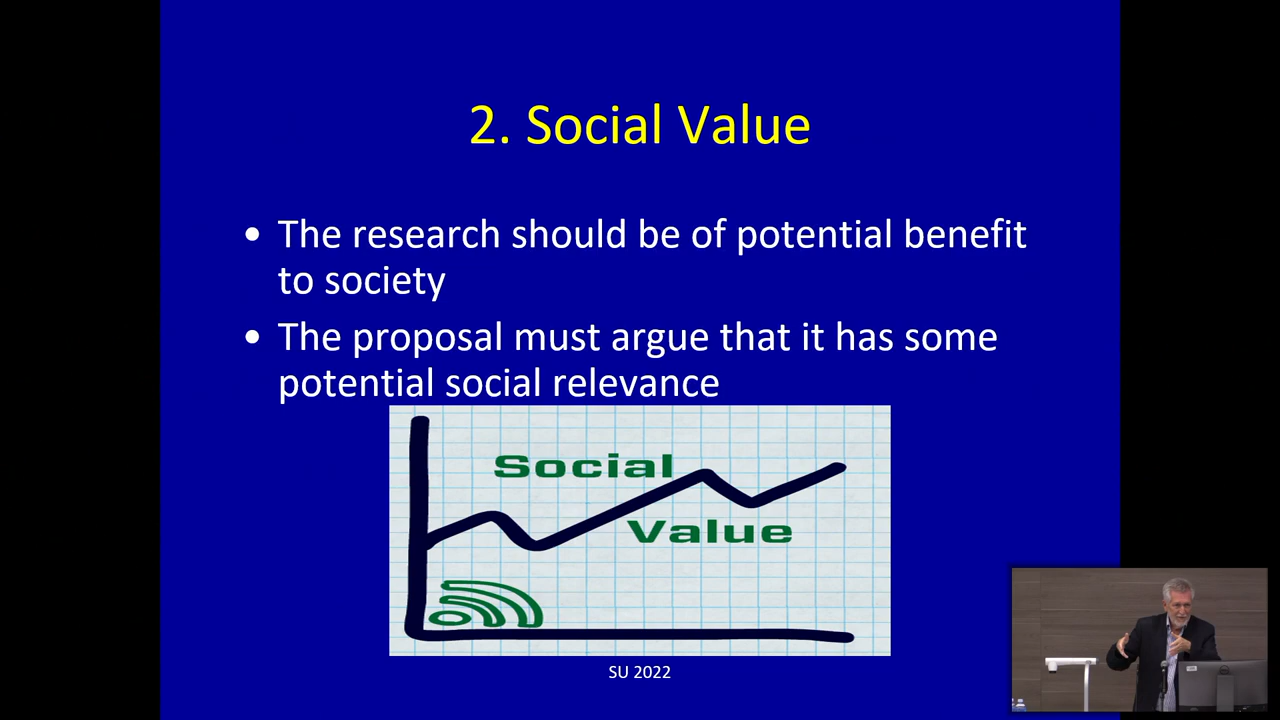 2. Social Value
• The research should be of potential benefit
to society
• The proposal must argue that it has some
potential social relevance
Social
Value
SU 2022